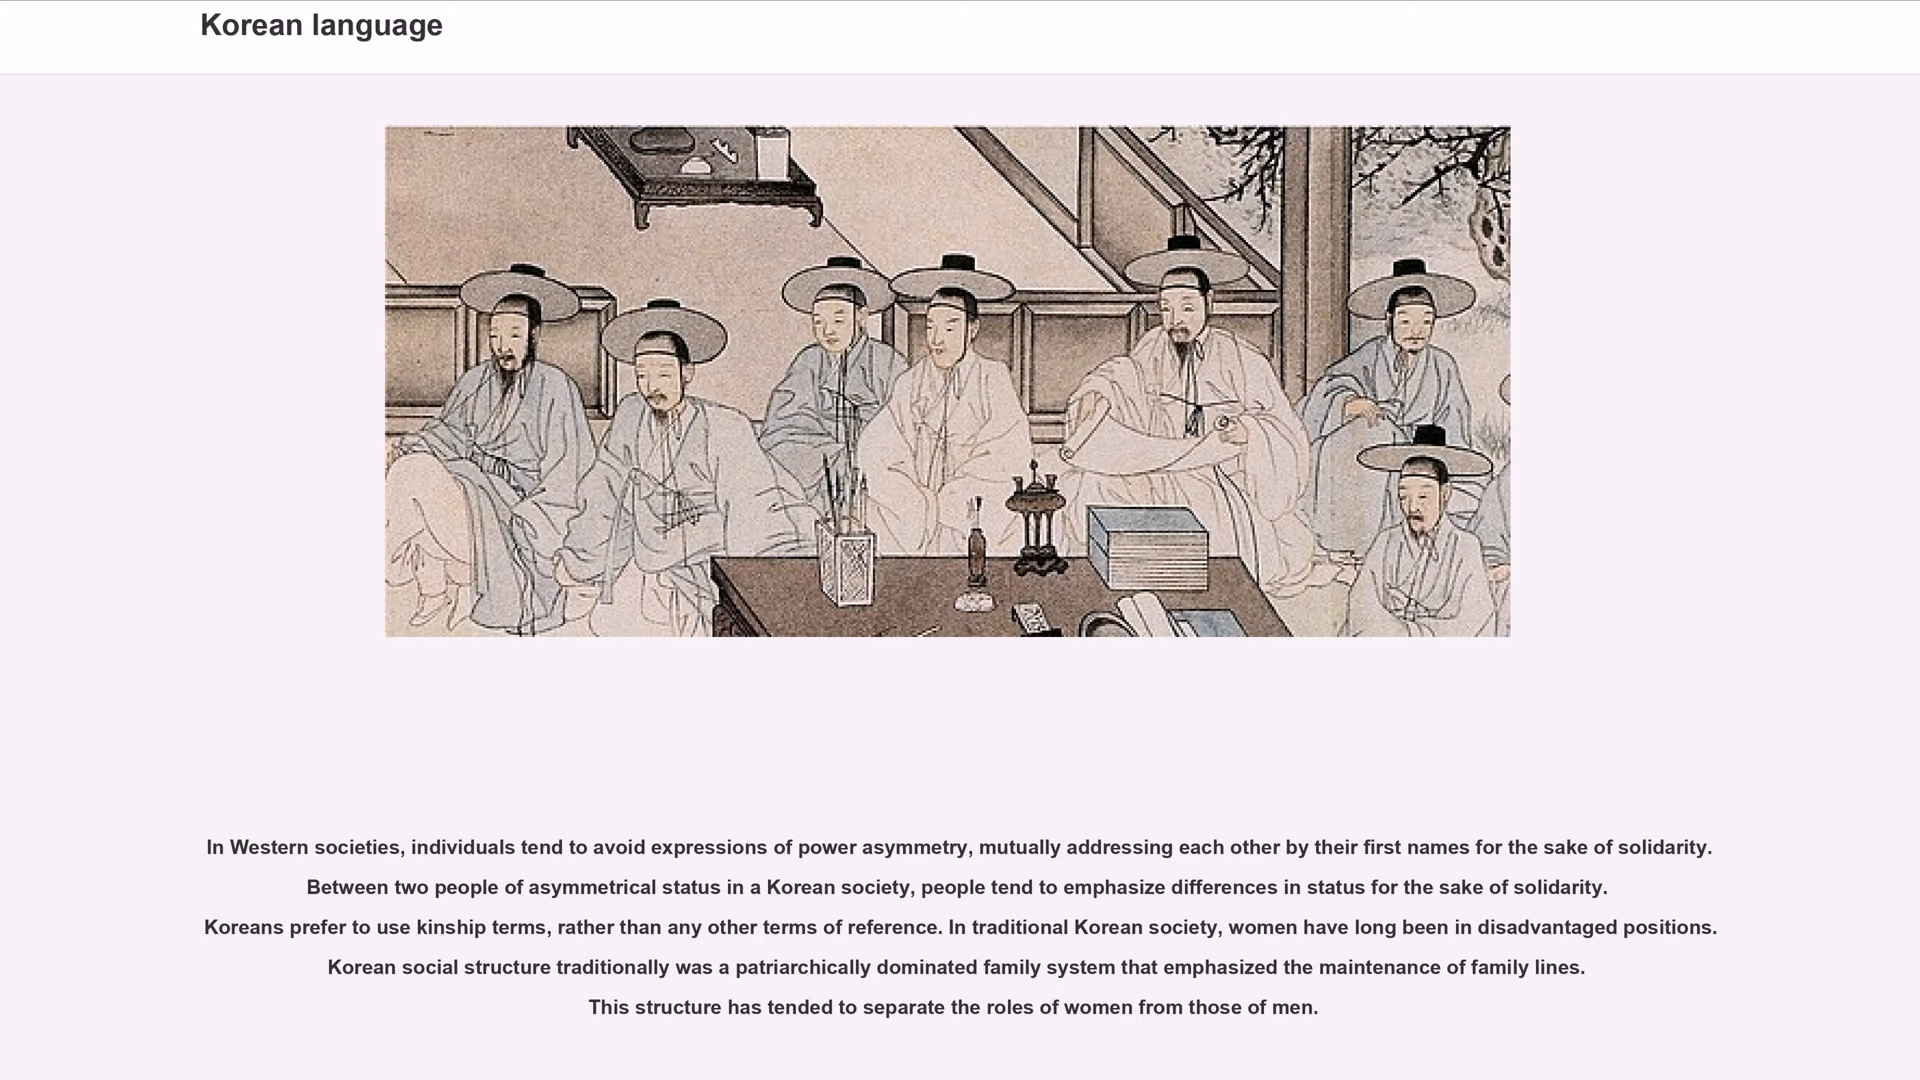 Korean language
In Western societies, individuals tend to avoid expressions of power asymmetry, mutually addressing each other by their first names for the sake of solidarity.
Between two people of asymmetrical status in a Korean society, people tend to emphasize differences in status for the sake of solidarity.
Koreans prefer to use kinship terms, rather than any other terms of reference. In traditional Korean society, women have long been in disadvantaged positions.
Korean social structure traditionally was a patriarchically dominated family system that emphasized the maintenance of family lines.
This structure has tended to separate the roles of women from those of men.